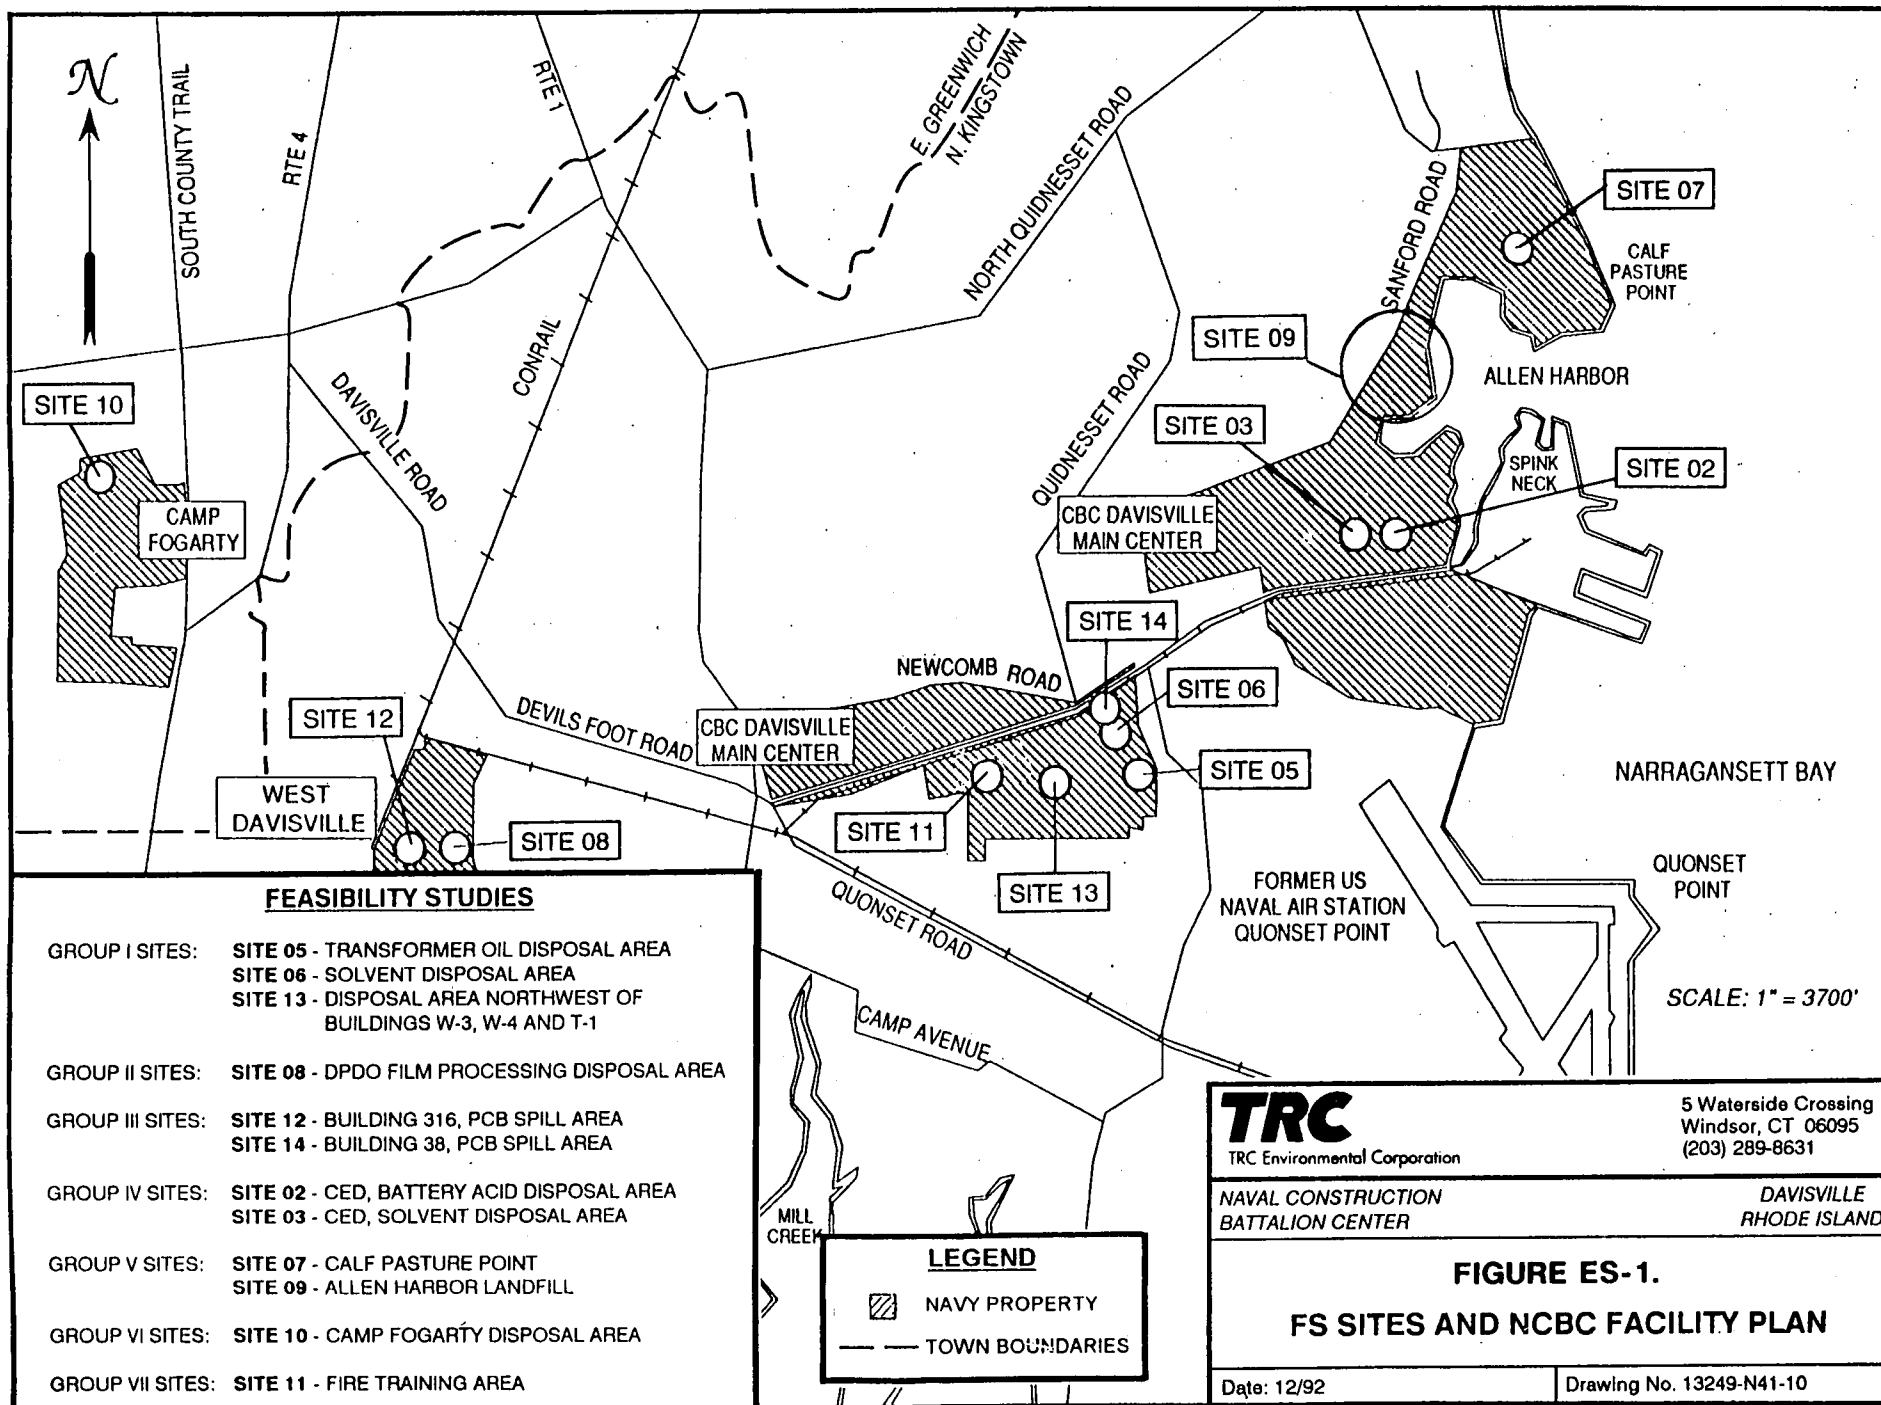 N
SOUTH COUNTY TRAIL
RTE 4
RTE 1
CONRAIL
E. GREENWICH
N. KINGSTOWN
NORTH QUIDNESSET ROAD
SANFORD ROAD
SITE 07
CALF
PASTURE
POINT
SITE 09
ALLEN HARBOR
SITE 10
DAVISVILLE ROAD
QUIDNESSET ROAD
SITE 03
SPINK
NECK
SITE 02
CAMP
FOGARTY
CBC DAVISVILLE
MAIN CENTER
SITE 14
NEWCOMB ROAD
SITE 06
SITE 12
DEVILS FOOT ROAD
CBC DAVISVILLE
MAIN CENTER
SITE 05
NARRAGANSETT BAY
WEST
DAVISVILLE
SITE 08
SITE 11
SITE 13
QUONSET ROAD
FORMER US
NAVAL AIR STATION
QUONSET POINT
QUONSET
POINT
CAMP AVENUE
SCALE: 1" = 3700'
MILL
CREEK
FEASIBILITY STUDIES
GROUP I SITES: SITE 05 - TRANSFORMER OIL DISPOSAL AREA
SITE 06 - SOLVENT DISPOSAL AREA
SITE 13 - DISPOSAL AREA NORTHWEST OF
BUILDINGS W-3, W-4 AND T-1
GROUP II SITES: SITE 08 - DPDO FILM PROCESSING DISPOSAL AREA
GROUP III SITES: SITE 12 - BUILDING 316, PCB SPILL AREA
SITE 14 - BUILDING 38, PCB SPILL AREA
GROUP IV SITES: SITE 02 - CED, BATTERY ACID DISPOSAL AREA
SITE 03 - CED, SOLVENT DISPOSAL AREA
GROUP V SITES: SITE 07 - CALF PASTURE POINT
SITE 09 - ALLEN HARBOR LANDFILL
GROUP VI SITES: SITE 10 - CAMP FOGARTY DISPOSAL AREA
GROUP VII SITES: SITE 11 - FIRE TRAINING AREA
LEGEND
NAVY PROPERTY
TOWN BOUNDARIES
TRC
TRC Environmental Corporation
5 Waterside Crossing
Windsor, CT 06095
(203) 289-8631
NAVAL CONSTRUCTION
BATTALION CENTER
DAVISVILLE
RHODE ISLAND
FIGURE ES-1.
FS SITES AND NCBC FACILITY PLAN
Date: 12/92
Drawing No. 13249-N41-10